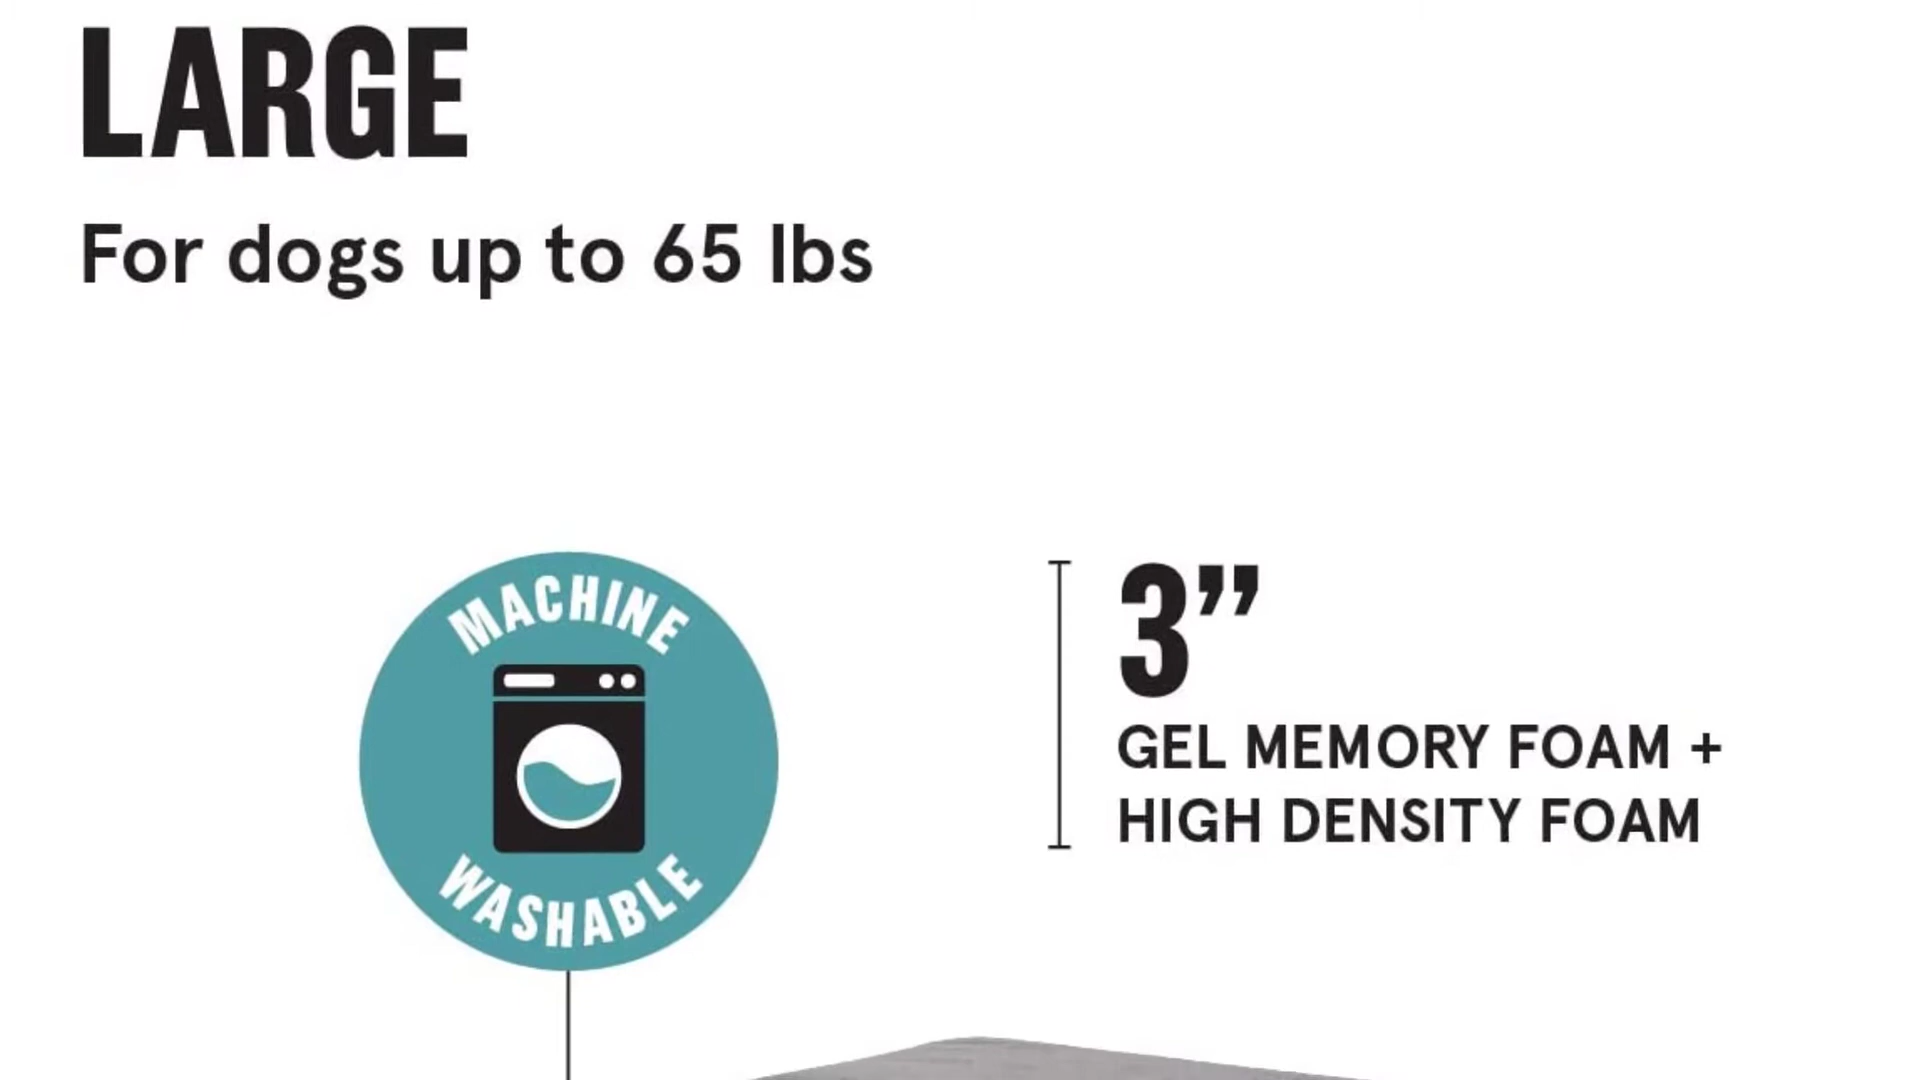 LARGE
For dogs up to 65 lbs
MACHINE
WASHABLE
3”
GEL MEMORY FOAM +
HIGH DENSITY FOAM